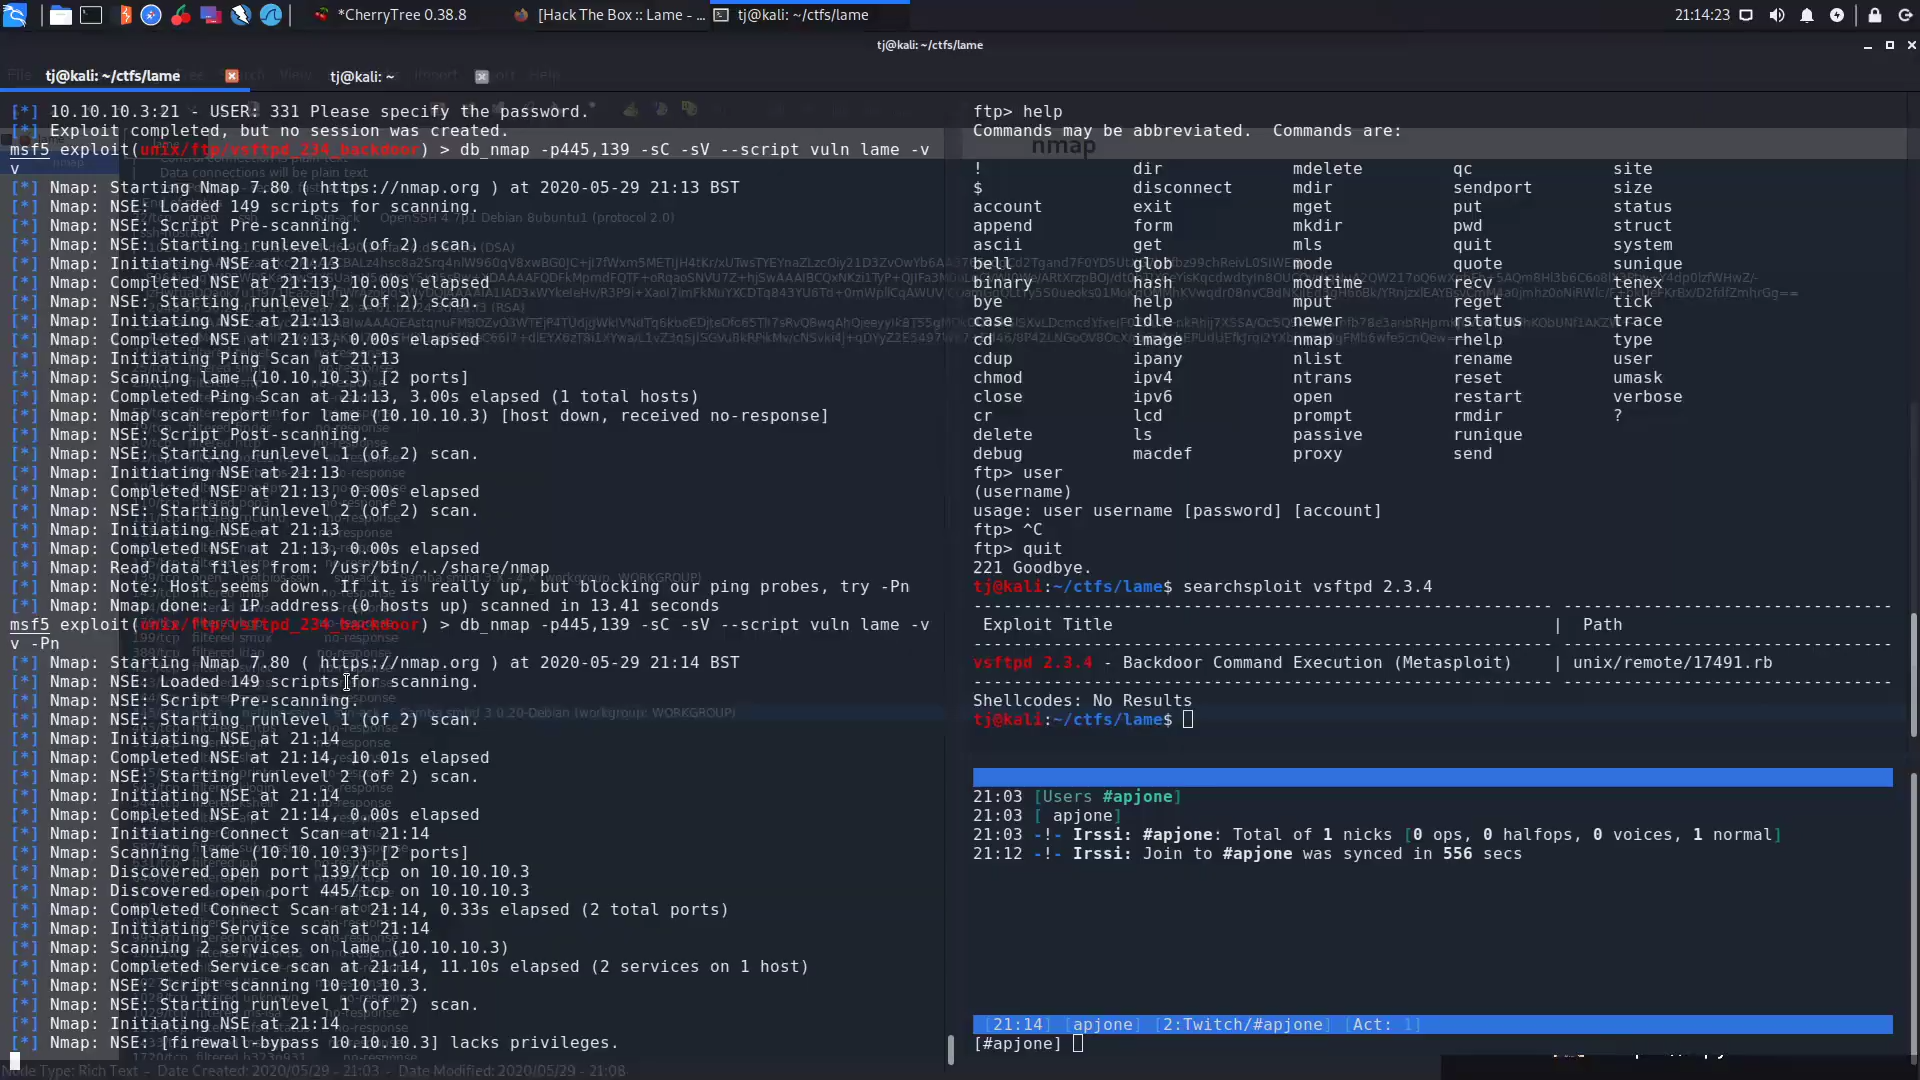 *CherryTree 0.38.8
[Hack The Box :: Lame - ...
tj@kali: ~/ctfs/lame
21:14:23
tj@kali: ~/ctfs/lame
tj@kali: ~/ctfs/lame
tj@kali: ~
[*] 10.10.10.3:21 - USER: 331 Please specify the password.
[*] Exploit completed, but no session was created.
msf5 exploit(unix/ftp/vsftpd_234_backdoor) > db_nmap -p445,139 -sC -sV --script vuln lame -v
v
[*] Nmap: Starting Nmap 7.80 ( https://nmap.org ) at 2020-05-29 21:13 BST
[*] Nmap: NSE: Loaded 149 scripts for scanning.
[*] Nmap: NSE: Script Pre-scanning.
[*] Nmap: NSE: Starting runlevel 1 (of 2) scan.
[*] Nmap: Initiating NSE at 21:13
[*] Nmap: Completed NSE at 21:13, 10.00s elapsed
[*] Nmap: NSE: Starting runlevel 2 (of 2) scan.
[*] Nmap: Initiating NSE at 21:13
[*] Nmap: Completed NSE at 21:13, 0.00s elapsed
[*] Nmap: Initiating Ping Scan at 21:13
[*] Nmap: Scanning lame (10.10.10.3) [2 ports]
[*] Nmap: Completed Ping Scan at 21:13, 3.00s elapsed (1 total hosts)
[*] Nmap: Nmap scan report for lame (10.10.10.3) [host down, received no-response]
[*] Nmap: NSE: Script Post-scanning.
[*] Nmap: NSE: Starting runlevel 1 (of 2) scan.
[*] Nmap: Initiating NSE at 21:13
[*] Nmap: Completed NSE at 21:13, 0.00s elapsed
[*] Nmap: NSE: Starting runlevel 2 (of 2) scan.
[*] Nmap: Initiating NSE at 21:13
[*] Nmap: Completed NSE at 21:13, 0.00s elapsed
[*] Nmap: Read data files from: /usr/bin/../share/nmap
[*] Nmap: Note: Host seems down. If it is really up, but blocking our ping probes, try -Pn
[*] Nmap: Nmap done: 1 IP address (0 hosts up) scanned in 13.41 seconds
msf5 exploit(unix/ftp/vsftpd_234_backdoor) > db_nmap -p445,139 -sC -sV --script vuln lame -v
v -Pn
[*] Nmap: Starting Nmap 7.80 ( https://nmap.org ) at 2020-05-29 21:14 BST
[*] Nmap: NSE: Loaded 149 scripts for scanning.
[*] Nmap: NSE: Script Pre-scanning.
[*] Nmap: NSE: Starting runlevel 1 (of 2) scan.
[*] Nmap: Initiating NSE at 21:14
[*] Nmap: Completed NSE at 21:14, 10.01s elapsed
[*] Nmap: NSE: Starting runlevel 2 (of 2) scan.
[*] Nmap: Initiating NSE at 21:14
[*] Nmap: Completed NSE at 21:14, 0.00s elapsed
[*] Nmap: Initiating Connect Scan at 21:14
[*] Nmap: Scanning lame (10.10.10.3) [2 ports]
[*] Nmap: Discovered open port 139/tcp on 10.10.10.3
[*] Nmap: Discovered open port 445/tcp on 10.10.10.3
[*] Nmap: Completed Connect Scan at 21:14, 0.33s elapsed (2 total ports)
[*] Nmap: Initiating Service scan at 21:14
[*] Nmap: Scanning 2 services on lame (10.10.10.3)
[*] Nmap: Completed Service scan at 21:14, 11.10s elapsed (2 services on 1 host)
[*] Nmap: NSE: Script scanning 10.10.10.3.
[*] Nmap: NSE: Starting runlevel 1 (of 2) scan.
[*] Nmap: Initiating NSE at 21:14
[*] Nmap: NSE: [firewall-bypass 10.10.10.3] lacks privileges.
Node Type: Rich Text - Date Created: 2020/05/29 - 21:03 - Date Modified: 2020/05/29 - 21:08
ftp> help
Commands may be abbreviated. Commands are:
nmap
! dir mdelete qc site
$ disconnect mdir sendport size
account exit mget put status
append form mkdir pwd struct
ascii get mls quit system
bell glob mode quote sunique
binary hash modtime recv tenex
bye help mput reget tick
case idle newer rstatus trace
cd image nmap rhelp type
cdup ipany nlist rename user
chmod ipv4 ntrans reset umask
close ipv6 open restart verbose
cr lcd prompt rmdir ?
delete ls passive runique
debug macdef proxy send
ftp> user
(username)
usage: user username [password] [account]
ftp> ^C
ftp> quit
221 Goodbye.
tj@kali:~/ctfs/lame$ searchsploit vsftpd 2.3.4
Exploit Title | Path
vsftpd 2.3.4 - Backdoor Command Execution (Metasploit) | unix/remote/17491.rb
Shellcodes: No Results
tj@kali:~/ctfs/lame$
21:03 [Users #apjone]
21:03 [ apjone]
21:03 -!- Irssi: #apjone: Total of 1 nicks [0 ops, 0 halfops, 0 voices, 1 normal]
21:12 -!- Irssi: Join to #apjone was synced in 556 secs
[21:14] [apjone] [2:Twitch/#apjone] [Act: 1]
[#apjone]